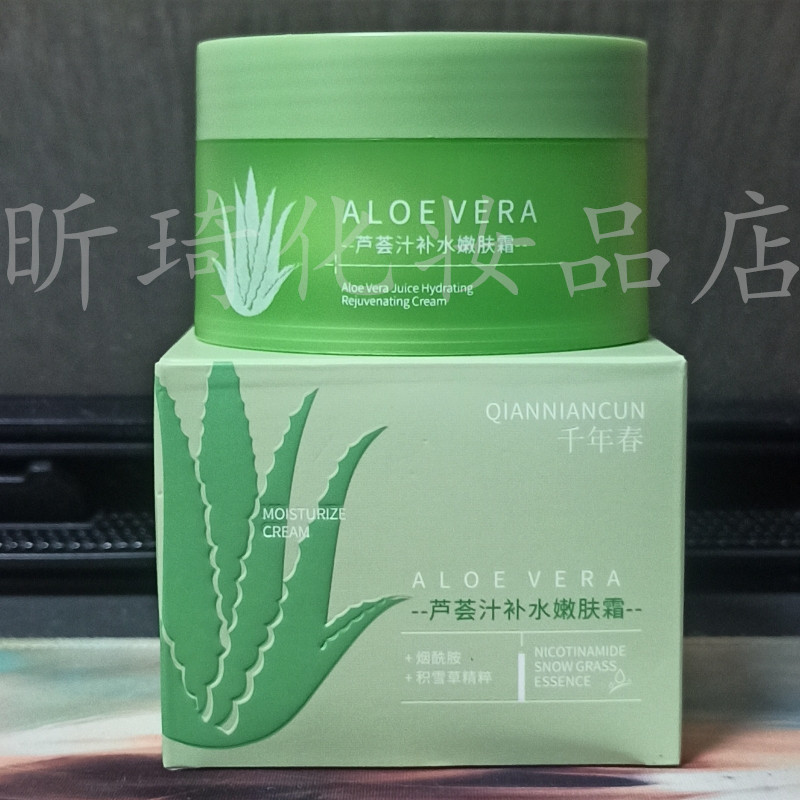 ALOE VERA
--芦荟汁补水嫩肤霜--
Aloe Vera Juice Hydrating
Rejuvenating Cream
昕琦化妆品店
QIANNIANCUN
千年春
MOISTURIZE
CREAM
ALOE VERA
--芦荟汁补水嫩肤霜--
+ 烟酰胺
+ 积雪草精粹
NICOTINAMIDE
SNOW GRASS
ESSENCE